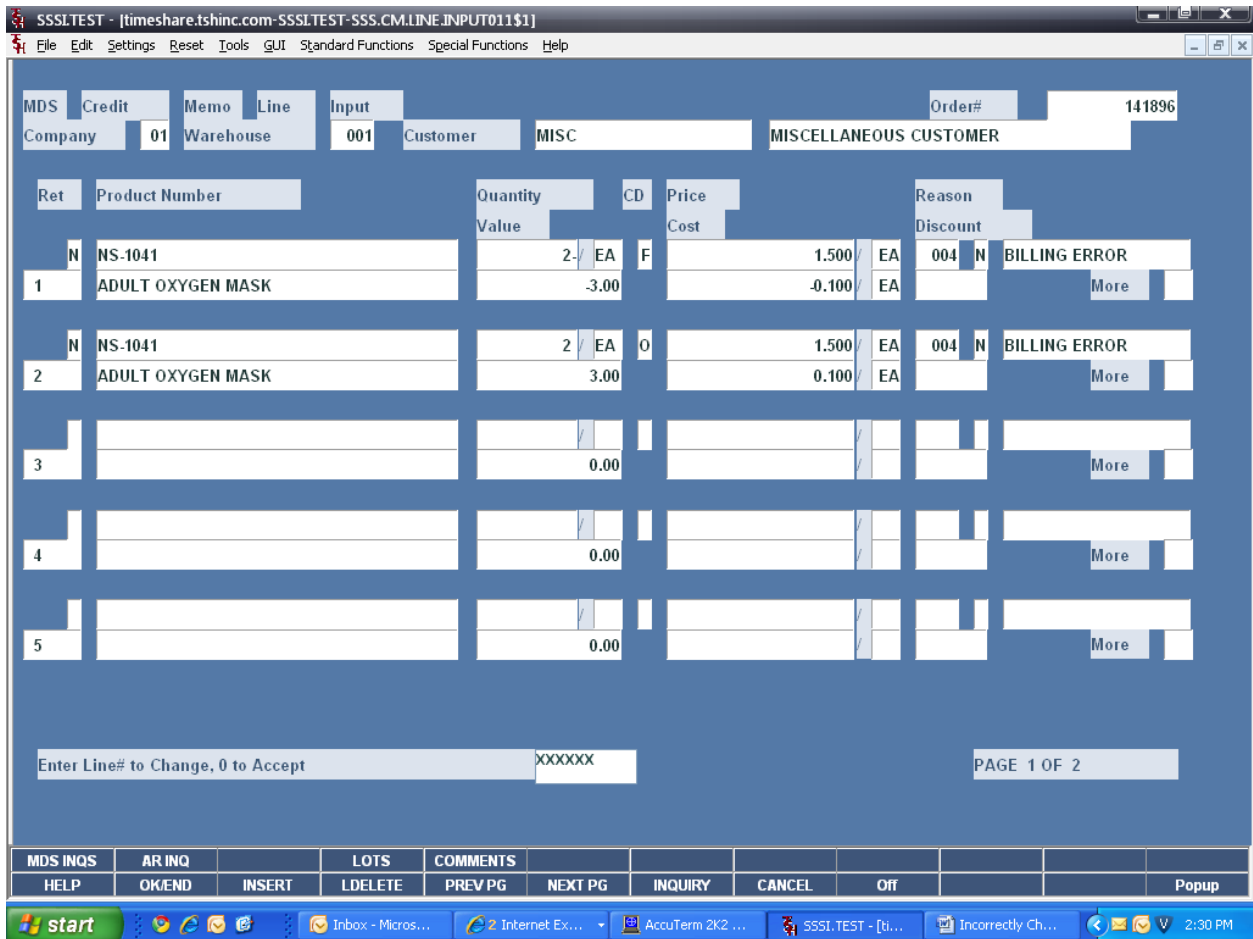 SSSI.TEST - [timeshare.tshinc.com-SSSI.TEST-SSS.CM.LINE.INPUT011$1]
File Edit Settings Reset Tools GUI Standard Functions Special Functions Help
MDS Credit Memo Line Input Order# 141896
Company 01 Warehouse 001 Customer MISC MISCELLANEOUS CUSTOMER
Ret Product Number Quantity CD Price Reason
Value Cost Discount
N NS-1041 2-/ EA F 1.500/ EA 004 N BILLING ERROR
1 ADULT OXYGEN MASK -3.00 -0.100/ EA More
N NS-1041 2 / EA O 1.500/ EA 004 N BILLING ERROR
2 ADULT OXYGEN MASK 3.00 0.100/ EA More
/ /
3 0.00 / More
/ /
4 0.00 / More
/ /
5 0.00 / More
Enter Line# to Change, 0 to Accept XXXXXX PAGE 1 OF 2
MDS INQS AR INQ LOTS COMMENTS
HELP OK/END INSERT LDELETE PREV PG NEXT PG INQUIRY CANCEL Off Popup
start Inbox - Micros... 2 Internet Ex... AccuTerm 2K2 ... SSSI.TEST - [ti... Incorrectly Ch... 2:30 PM